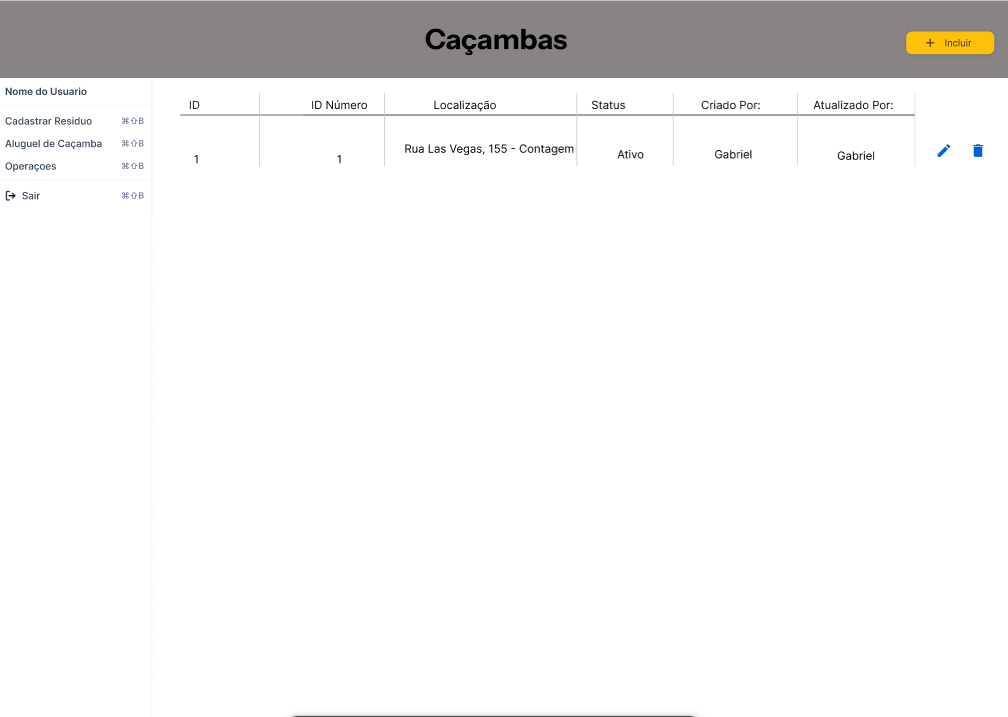 Caçambas
+ Incluir
Nome do Usuario
Cadastrar Residuo ⌘⇧B
Aluguel de Caçamba ⌘⇧B
Operaçoes ⌘⇧B
Sair ⌘⇧B
ID ID Número Localização Status Criado Por: Atualizado Por:
1 1 Rua Las Vegas, 155 - Contagem Ativo Gabriel Gabriel